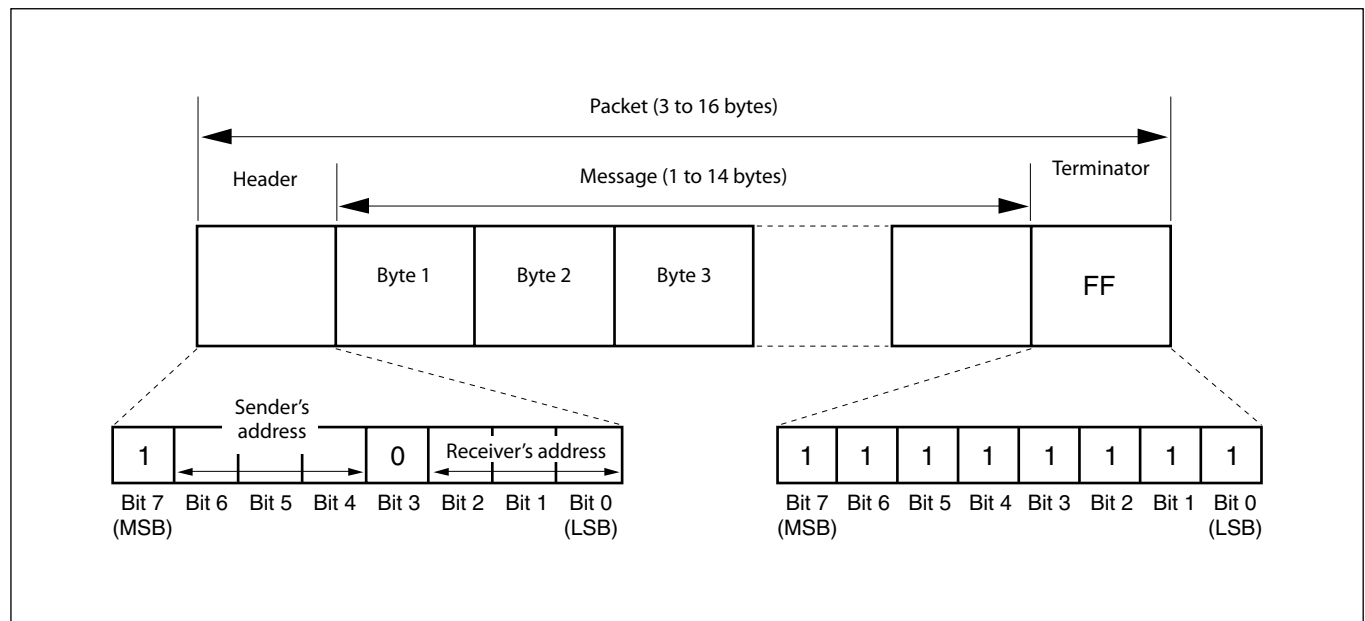 Packet (3 to 16 bytes)
Header
Message (1 to 14 bytes)
Terminator
Byte 1
Byte 2
Byte 3
FF
Sender's
address
1
0
Receiver's address
Bit 7
(MSB)
Bit 6
Bit 5
Bit 4
Bit 3
Bit 2
Bit 1
Bit 0
(LSB)
1
1
1
1
1
1
1
1
Bit 7
(MSB)
Bit 6
Bit 5
Bit 4
Bit 3
Bit 2
Bit 1
Bit 0
(LSB)